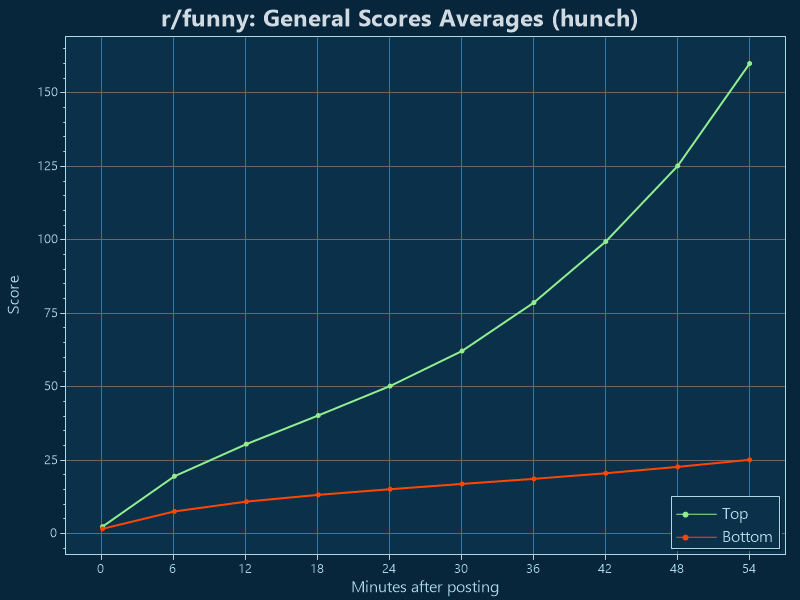 r/funny: General Scores Averages (hunch)
150
125
100
75
50
25
0
Score
0 6 12 18 24 30 36 42 48 54
Minutes after posting
Top
Bottom